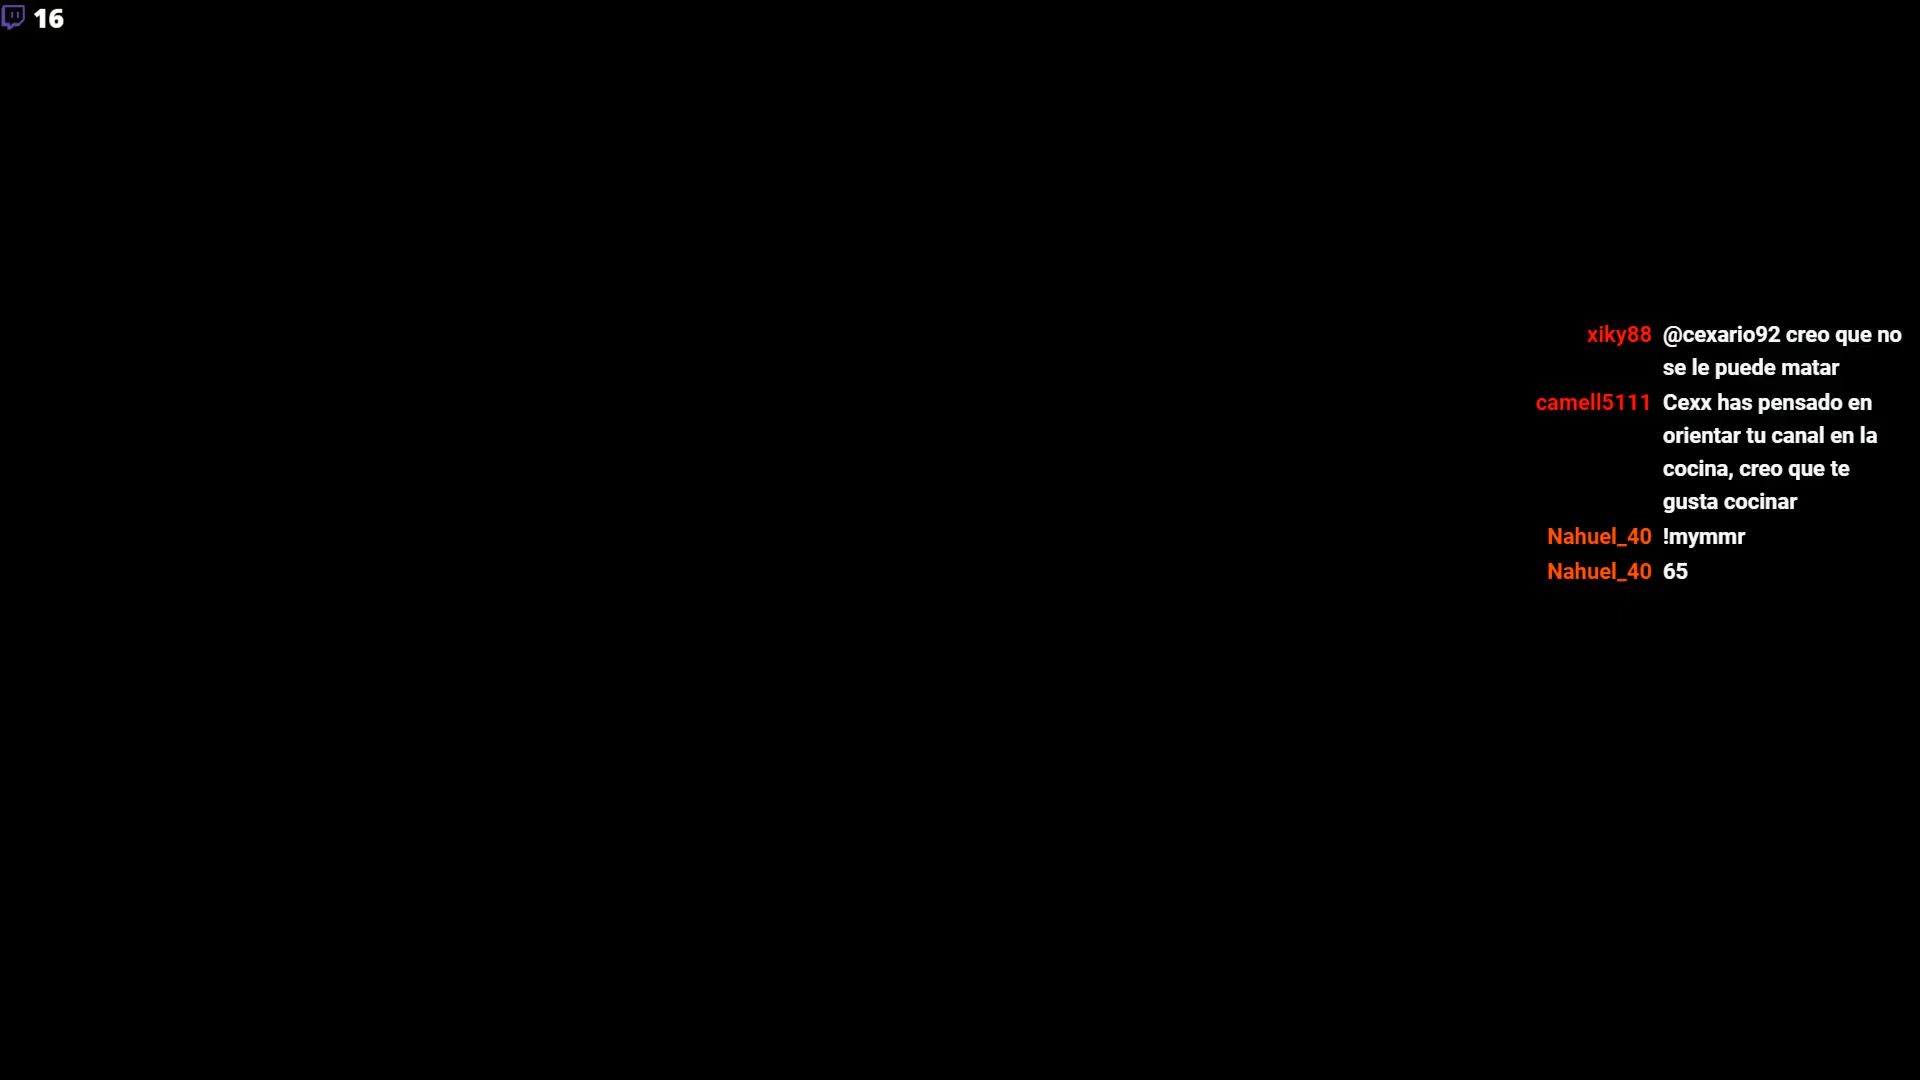 16
xiky88 @cexario92 creo que no
se le puede matar
camell5111 Cexx has pensado en
orientar tu canal en la
cocina, creo que te
gusta cocinar
Nahuel_40 !mymmr
Nahuel_40 65